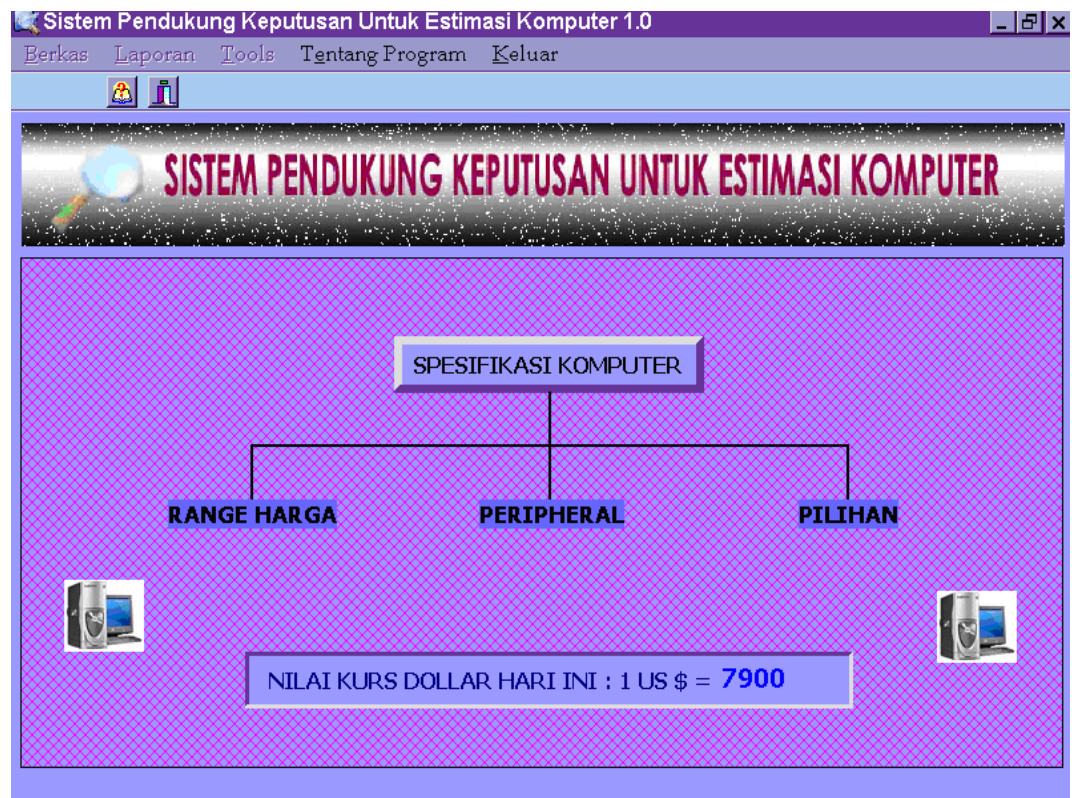 Sistem Pendukung Keputusan Untuk Estimasi Komputer 1.0
Berkas Laporan Tools Tentang Program Keluar
SISTEM PENDUKUNG KEPUTUSAN UNTUK ESTIMASI KOMPUTER
SPESIFIKASI KOMPUTER
RANGE HARGA PERIPHERAL PILIHAN
NILAI KURS DOLLAR HARI INI : 1 US $ = 7900